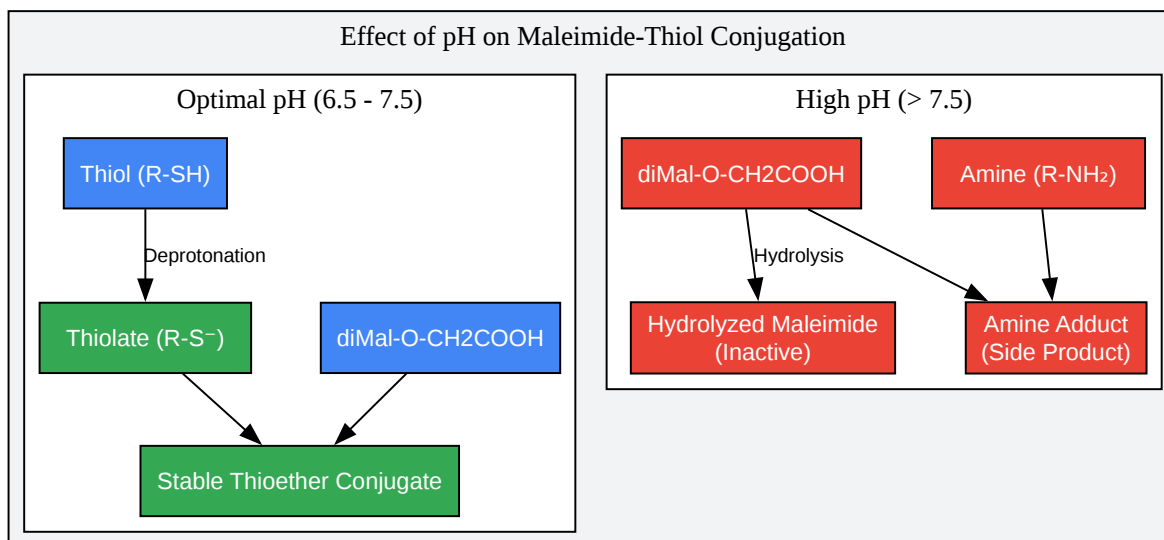 Effect of pH on Maleimide-Thiol Conjugation
Optimal pH (6.5 - 7.5)
Thiol (R-SH)
Deprotonation
Thiolate (R-S⁻)
diMal-O-CH2COOH
Stable Thioether Conjugate
High pH (> 7.5)
diMal-O-CH2COOH
Amine (R-NH₂)
Hydrolysis
Hydrolyzed Maleimide
(Inactive)
Amine Adduct
(Side Product)